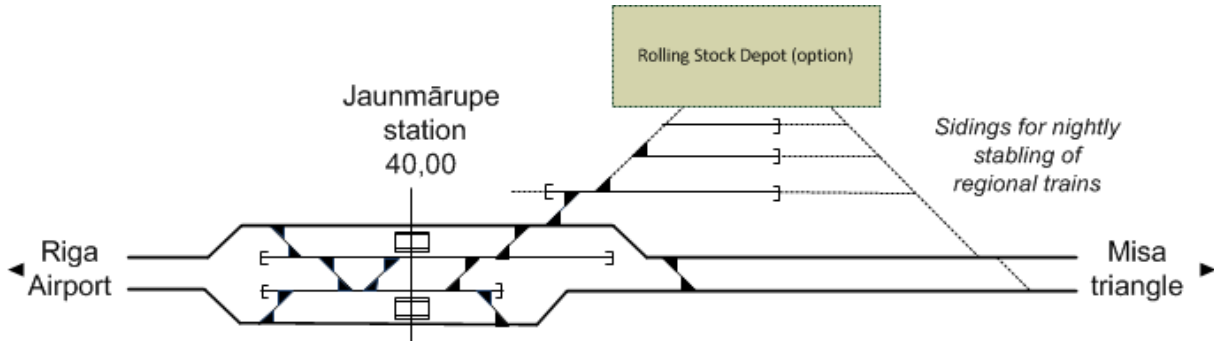 Rolling Stock Depot (option)
Jaunmārupe
station
40,00
Sidings for nightly
stabling of
regional trains
Riga
Airport
Misa
triangle